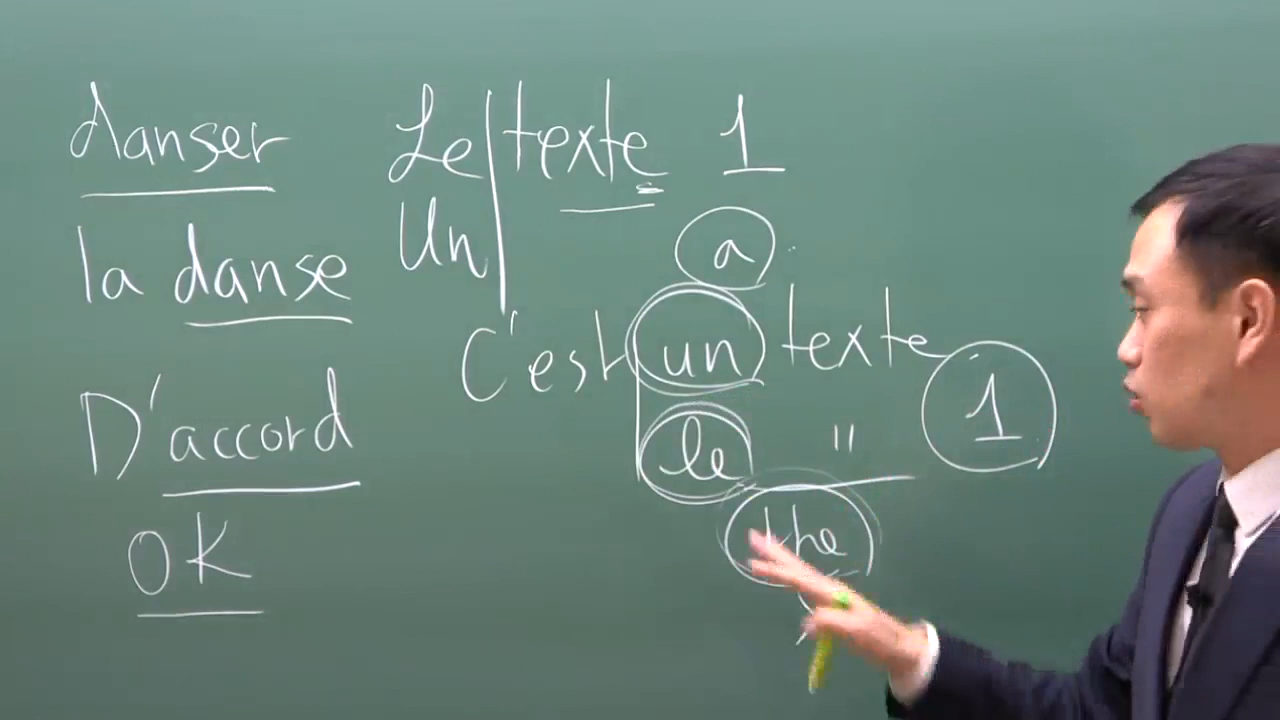 danser
la danse
D'accord
OK
Le texte 1
Un
a
C'est un texte
le " 1
the